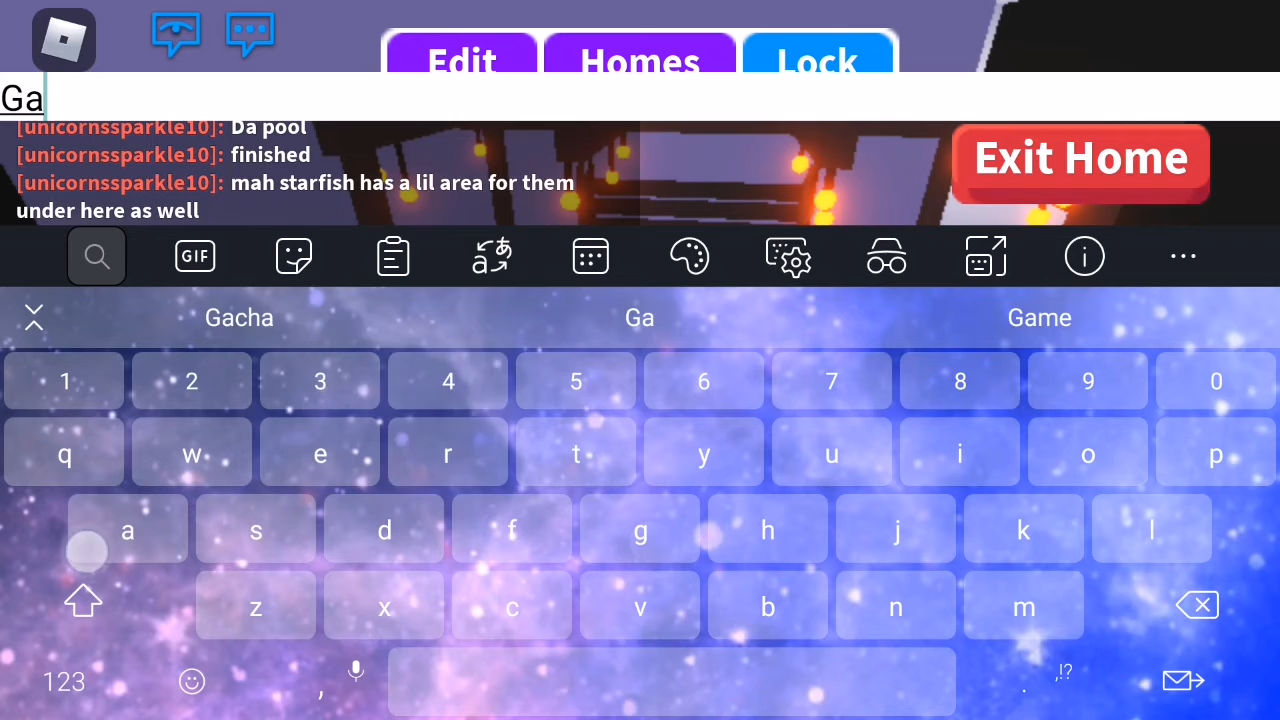 Edit Homes Lock
Ga
[unicornssparkle10]: Da pool
[unicornssparkle10]: finished
[unicornssparkle10]: mah starfish has a lil area for them
under here as well
Exit Home
GIF
Gacha Ga Game
1 2 3 4 5 6 7 8 9 0
q w e r t y u i o p
a s d f g h j k l
z x c v b n m
123 , . ,!?